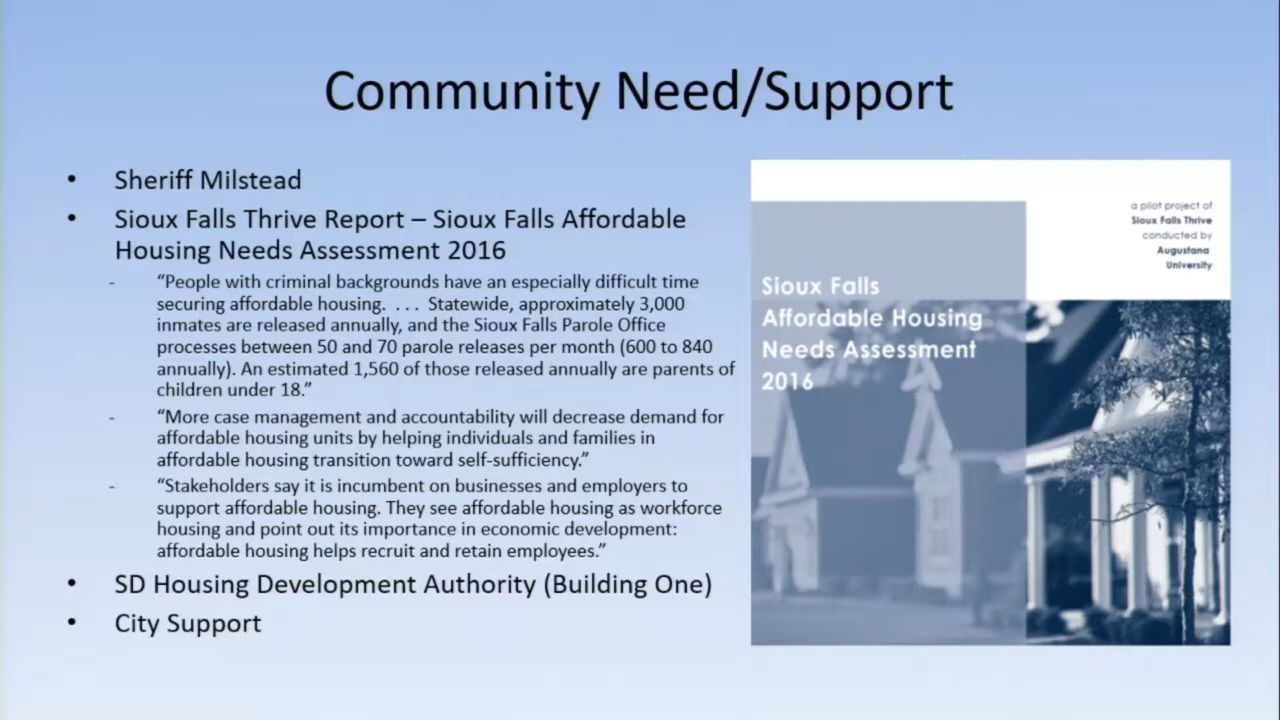 Community Need/Support
• Sheriff Milstead
• Sioux Falls Thrive Report – Sioux Falls Affordable
Housing Needs Assessment 2016
- “People with criminal backgrounds have an especially difficult time
securing affordable housing. . . . Statewide, approximately 3,000
inmates are released annually, and the Sioux Falls Parole Office
processes between 50 and 70 parole releases per month (600 to 840
annually). An estimated 1,560 of those released annually are parents of
children under 18.”
- “More case management and accountability will decrease demand for
affordable housing units by helping individuals and families in
affordable housing transition toward self-sufficiency.”
- “Stakeholders say it is incumbent on businesses and employers to
support affordable housing. They see affordable housing as workforce
housing and point out its importance in economic development:
affordable housing helps recruit and retain employees.”
• SD Housing Development Authority (Building One)
• City Support
a pilot project of
Sioux Falls Thrive
conducted by
Augustana
University
Sioux Falls
Affordable Housing
Needs Assessment
2016